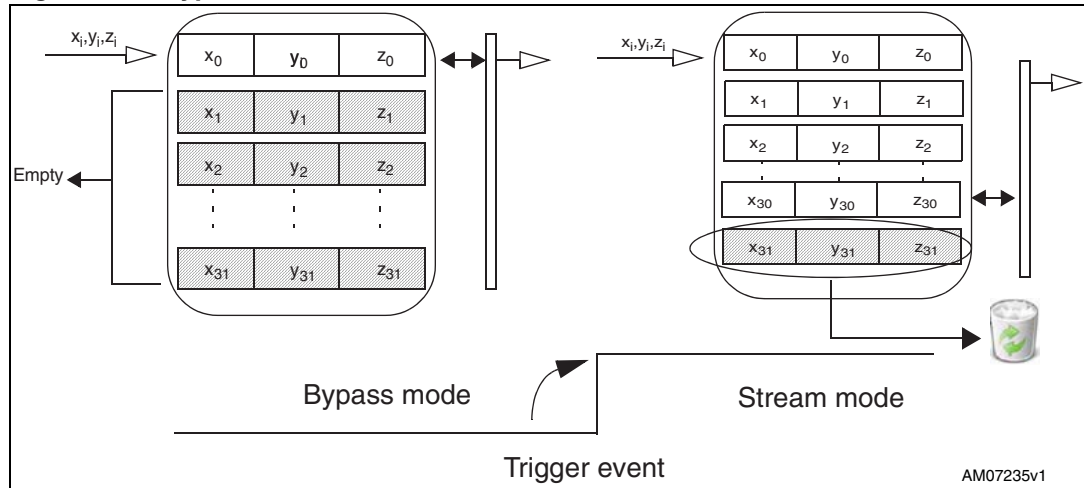 xᵢ,yᵢ,zᵢ
x₀ y₀ z₀
x₁ y₁ z₁
x₂ y₂ z₂
x₃₁ y₃₁ z₃₁
Empty
xᵢ,yᵢ,zᵢ
x₀ y₀ z₀
x₁ y₁ z₁
x₂ y₂ z₂
x₃₀ y₃₀ z₃₀
x₃₁ y₃₁ z₃₁
Bypass mode
Stream mode
Trigger event
AM07235v1